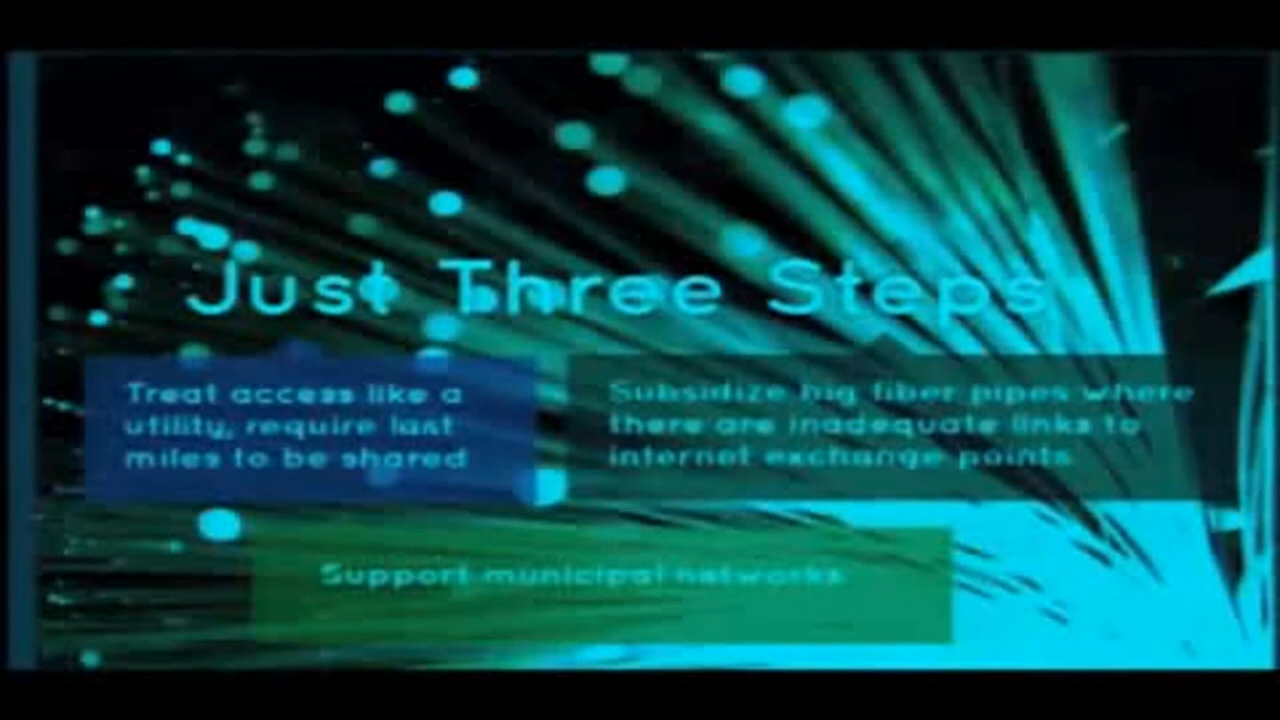 Just Three Steps
Treat access like a
utility, require last
miles to be shared
Subsidize big fiber pipes where
there are inadequate links to
internet exchange points
Support municipal networks